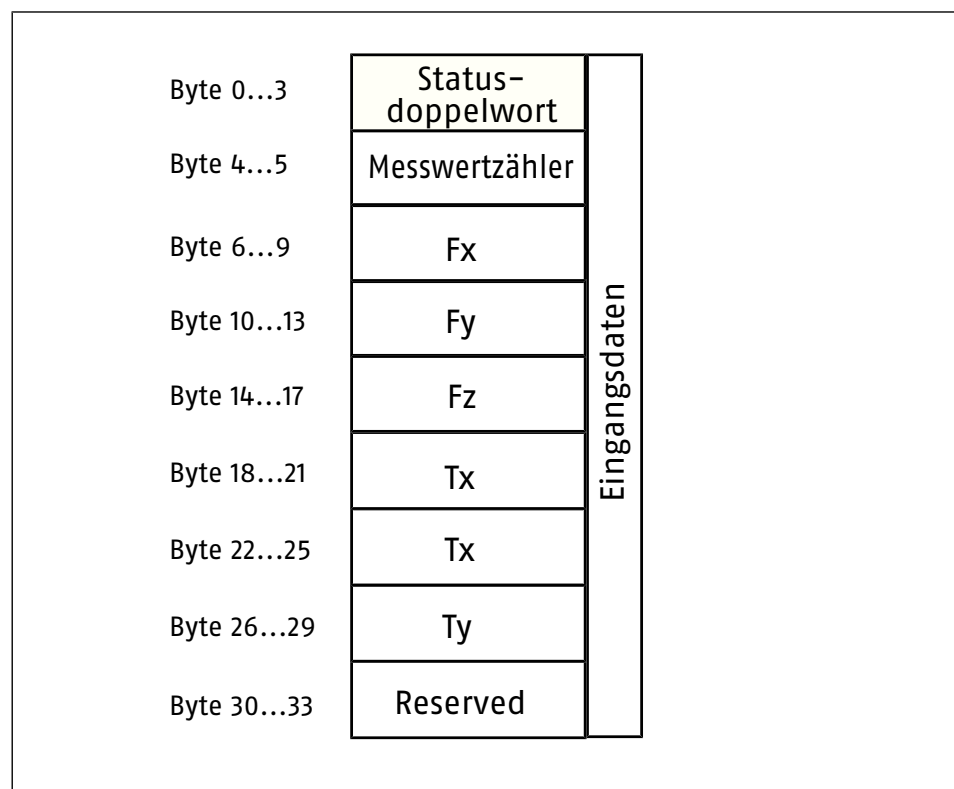 Byte 0...3
Status-
doppelwort
Byte 4...5
Messwertzähler
Byte 6...9
Fx
Byte 10...13
Fy
Byte 14...17
Fz
Byte 18...21
Tx
Byte 22...25
Tx
Byte 26...29
Ty
Byte 30...33
Reserved
Eingangsdaten